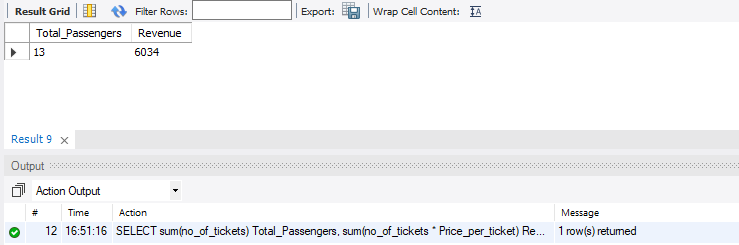 Result Grid Filter Rows: Export: Wrap Cell Content: IA
Total_Passengers Revenue
13 6034
Result 9 ×
Output
Action Output
# Time Action Message
12 16:51:16 SELECT sum(no_of_tickets) Total_Passengers, sum(no_of_tickets * Price_per_ticket) Re... 1 row(s) returned